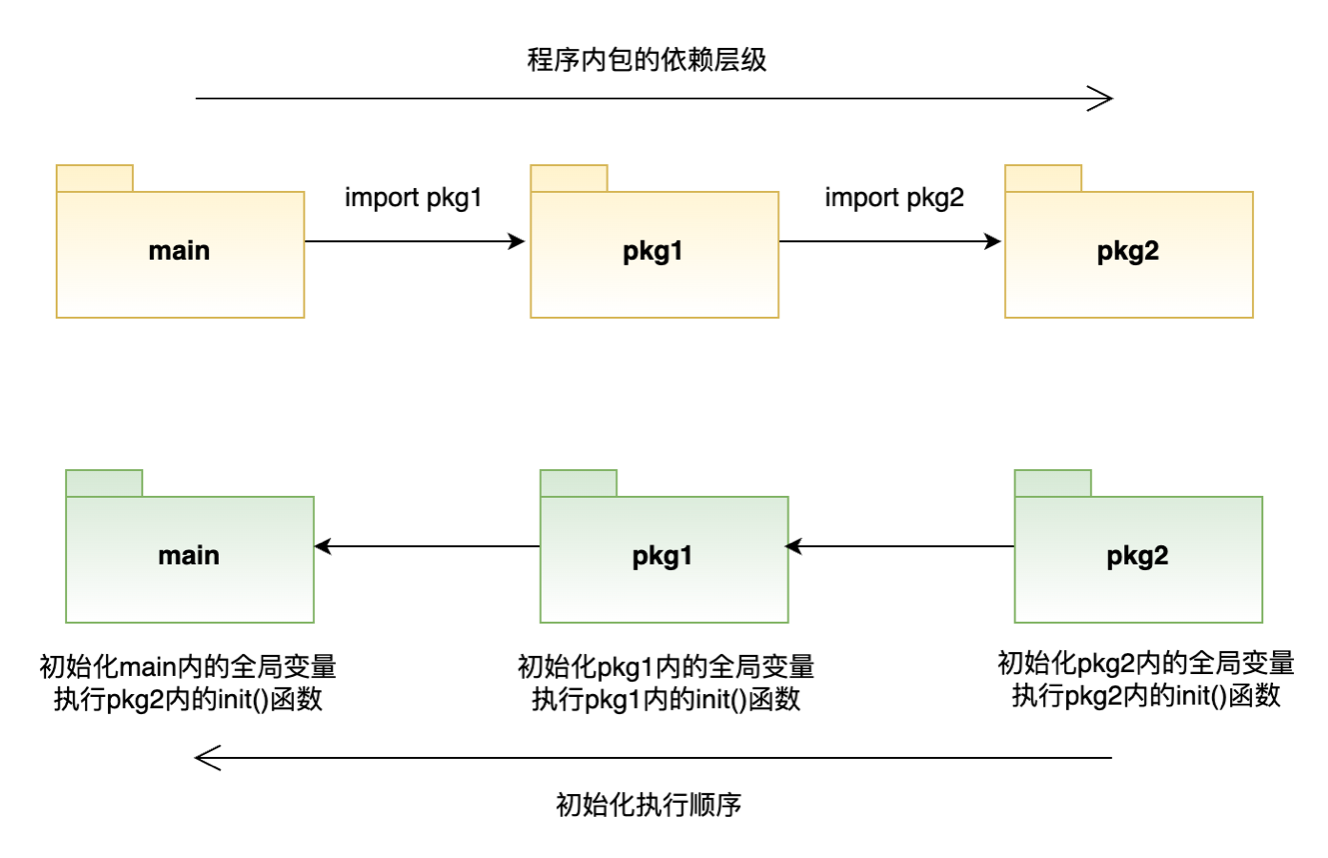 程序内包的依赖层级
import pkg1
import pkg2
main
pkg1
pkg2
main
pkg1
pkg2
初始化main内的全局变量
执行pkg2内的init()函数
初始化pkg1内的全局变量
执行pkg1内的init()函数
初始化pkg2内的全局变量
执行pkg2内的init()函数
初始化执行顺序